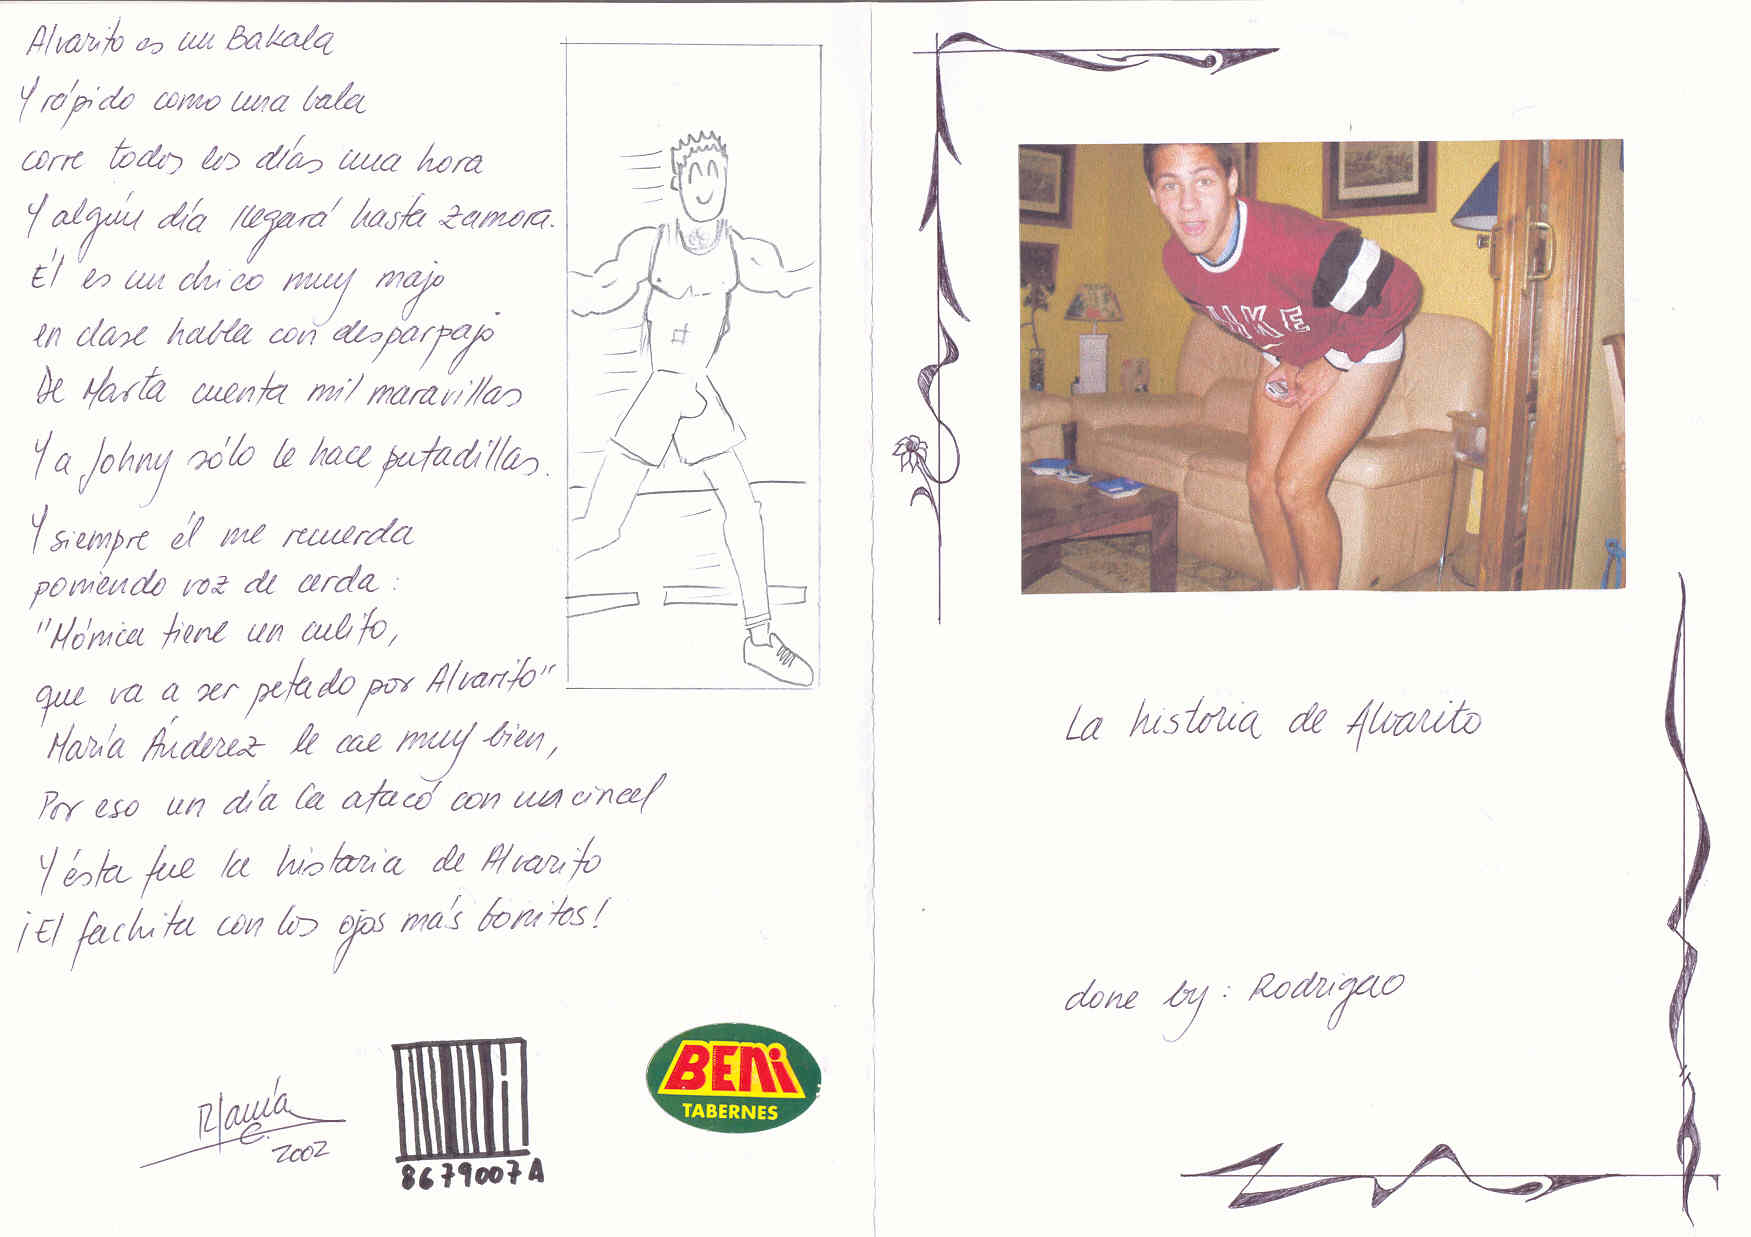 Alvarito es un Bakala
Y rápido como una bala
corre todos los días una hora
Y algún día llegará hasta Zamora.
Él es un chico muy majo
en clase habla con desparpajo
De Marta cuenta mil maravillas
Y a Johny sólo le hace putadillas.
Y siempre él me recuerda
poniendo voz de cerda:
"Mónica tiene un culito,
que va a ser petado por Alvarito"
María Ánderez le cae muy bien,
Por eso un día la atacó con un cincel
Y ésta fue la historia de Alvarito
¡El fachita con los ojos más bonitos!
2002
8679007A
BENi
TABERNES
La historia de Alvarito
done by: Rodrigao